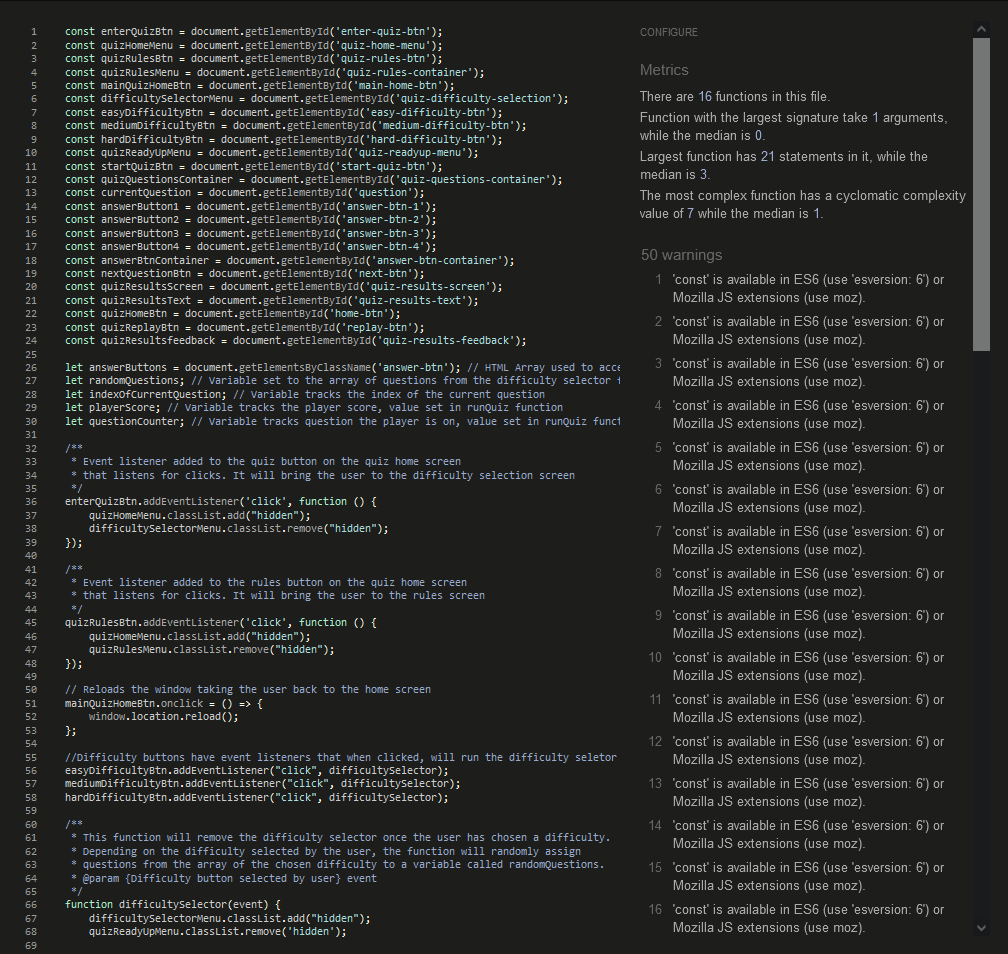 1 const enterQuizBtn = document.getElementById('enter-quiz-btn');
2 const quizHomeMenu = document.getElementById('quiz-home-menu');
3 const quizRulesBtn = document.getElementById('quiz-rules-btn');
4 const quizRulesMenu = document.getElementById('quiz-rules-container');
5 const mainQuizHomeBtn = document.getElementById('main-home-btn');
6 const difficultySelectorMenu = document.getElementById('quiz-difficulty-selection');
7 const easyDifficultyBtn = document.getElementById('easy-difficulty-btn');
8 const mediumDifficultyBtn = document.getElementById('medium-difficulty-btn');
9 const hardDifficultyBtn = document.getElementById('hard-difficulty-btn');
10 const quizReadyUpMenu = document.getElementById('quiz-readyup-menu');
11 const startQuizBtn = document.getElementById('start-quiz-btn');
12 const quizQuestionsContainer = document.getElementById('quiz-questions-container');
13 const currentQuestion = document.getElementById('question');
14 const answerButton1 = document.getElementById('answer-btn-1');
15 const answerButton2 = document.getElementById('answer-btn-2');
16 const answerButton3 = document.getElementById('answer-btn-3');
17 const answerButton4 = document.getElementById('answer-btn-4');
18 const answerBtnContainer = document.getElementById('answer-btn-container');
19 const nextQuestionBtn = document.getElementById('next-btn');
20 const quizResultsScreen = document.getElementById('quiz-results-screen');
21 const quizResultsText = document.getElementById('quiz-results-text');
22 const quizHomeBtn = document.getElementById('home-btn');
23 const quizReplayBtn = document.getElementById('replay-btn');
24 const quizResultsfeedback = document.getElementById('quiz-results-feedback');
25
26 let answerButtons = document.getElementsByClassName('answer-btn'); // HTML Array used to acce
27 let randomQuestions; // Variable set to the array of questions from the difficulty selector f
28 let indexOfCurrentQuestion; // Variable tracks the index of the current question
29 let playerScore; // Variable tracks the player score, value set in runQuiz function
30 let questionCounter; // Variable tracks question the player is on, value set in runQuiz funct
31
32 /**
33 * Event listener added to the quiz button on the quiz home screen
34 * that listens for clicks. It will bring the user to the difficulty selection screen
35 */
36 enterQuizBtn.addEventListener('click', function () {
37 quizHomeMenu.classList.add("hidden");
38 difficultySelectorMenu.classList.remove("hidden");
39 });
40
41 /**
42 * Event listener added to the rules button on the quiz home screen
43 * that listens for clicks. It will bring the user to the rules screen
44 */
45 quizRulesBtn.addEventListener('click', function () {
46 quizHomeMenu.classList.add("hidden");
47 quizRulesMenu.classList.remove("hidden");
48 });
49
50 // Reloads the window taking the user back to the home screen
51 mainQuizHomeBtn.onclick = () => {
52 window.location.reload();
53 };
54
55 //Difficulty buttons have event listeners that when clicked, will run the difficulty seletor
56 easyDifficultyBtn.addEventListener("click", difficultySelector);
57 mediumDifficultyBtn.addEventListener("click", difficultySelector);
58 hardDifficultyBtn.addEventListener("click", difficultySelector);
59
60 /**
61 * This function will remove the difficulty selector once the user has chosen a difficulty.
62 * Depending on the difficulty selected by the user, the function will randomly assign
63 * questions from the array of the chosen difficulty to a variable called randomQuestions.
64 * @param {Difficulty button selected by user} event
65 */
66 function difficultySelector(event) {
67 difficultySelectorMenu.classList.add("hidden");
68 quizReadyUpMenu.classList.remove('hidden');
69
CONFIGURE
Metrics
There are 16 functions in this file.
Function with the largest signature take 1 arguments,
while the median is 0.
Largest function has 21 statements in it, while the
median is 3.
The most complex function has a cyclomatic complexity
value of 7 while the median is 1.
50 warnings
1 'const' is available in ES6 (use 'esversion: 6') or
Mozilla JS extensions (use moz).
2 'const' is available in ES6 (use 'esversion: 6') or
Mozilla JS extensions (use moz).
3 'const' is available in ES6 (use 'esversion: 6') or
Mozilla JS extensions (use moz).
4 'const' is available in ES6 (use 'esversion: 6') or
Mozilla JS extensions (use moz).
5 'const' is available in ES6 (use 'esversion: 6') or
Mozilla JS extensions (use moz).
6 'const' is available in ES6 (use 'esversion: 6') or
Mozilla JS extensions (use moz).
7 'const' is available in ES6 (use 'esversion: 6') or
Mozilla JS extensions (use moz).
8 'const' is available in ES6 (use 'esversion: 6') or
Mozilla JS extensions (use moz).
9 'const' is available in ES6 (use 'esversion: 6') or
Mozilla JS extensions (use moz).
10 'const' is available in ES6 (use 'esversion: 6') or
Mozilla JS extensions (use moz).
11 'const' is available in ES6 (use 'esversion: 6') or
Mozilla JS extensions (use moz).
12 'const' is available in ES6 (use 'esversion: 6') or
Mozilla JS extensions (use moz).
13 'const' is available in ES6 (use 'esversion: 6') or
Mozilla JS extensions (use moz).
14 'const' is available in ES6 (use 'esversion: 6') or
Mozilla JS extensions (use moz).
15 'const' is available in ES6 (use 'esversion: 6') or
Mozilla JS extensions (use moz).
16 'const' is available in ES6 (use 'esversion: 6') or
Mozilla JS extensions (use moz).